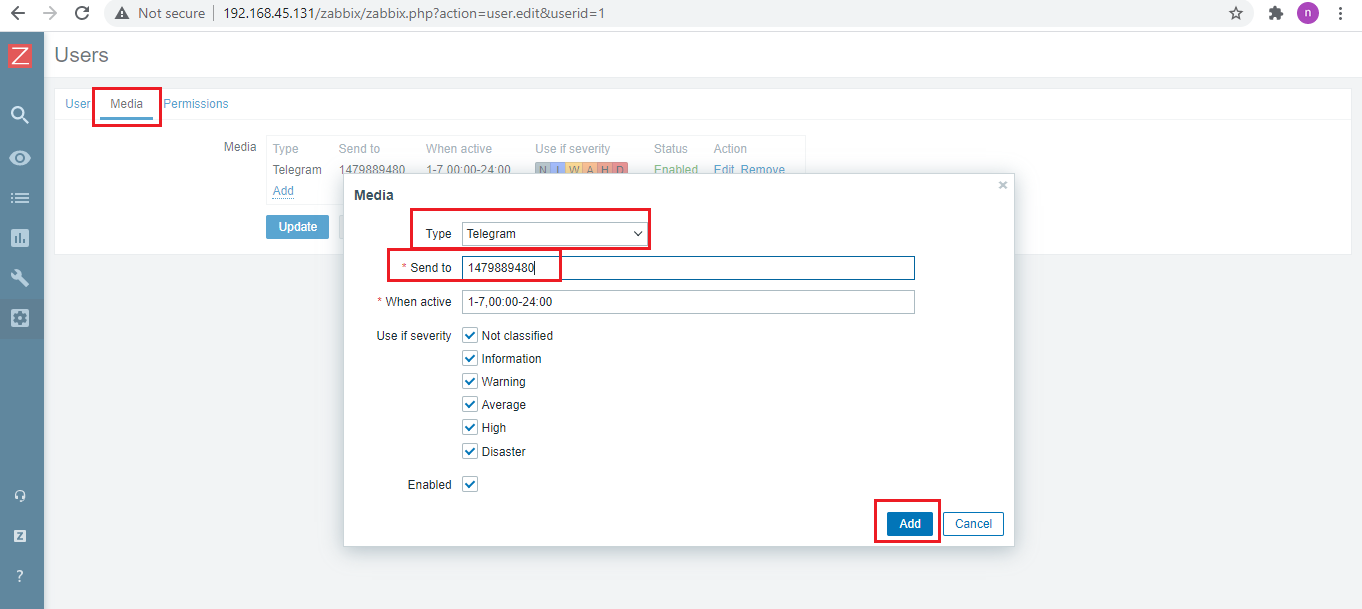 Not secure | 192.168.45.131/zabbix/zabbix.php?action=user.edit&userid=1 n
Z Users
User Media Permissions
Media Type Send to When active Use if severity Status Action
Telegram 1479889480 1-7,00:00-24:00 N I W A H D Enabled Edit Remove
Add
Update
Media
Type Telegram
* Send to 1479889480
* When active 1-7,00:00-24:00
Use if severity Not classified
Information
Warning
Average
High
Disaster
Enabled
Add Cancel
Z
?